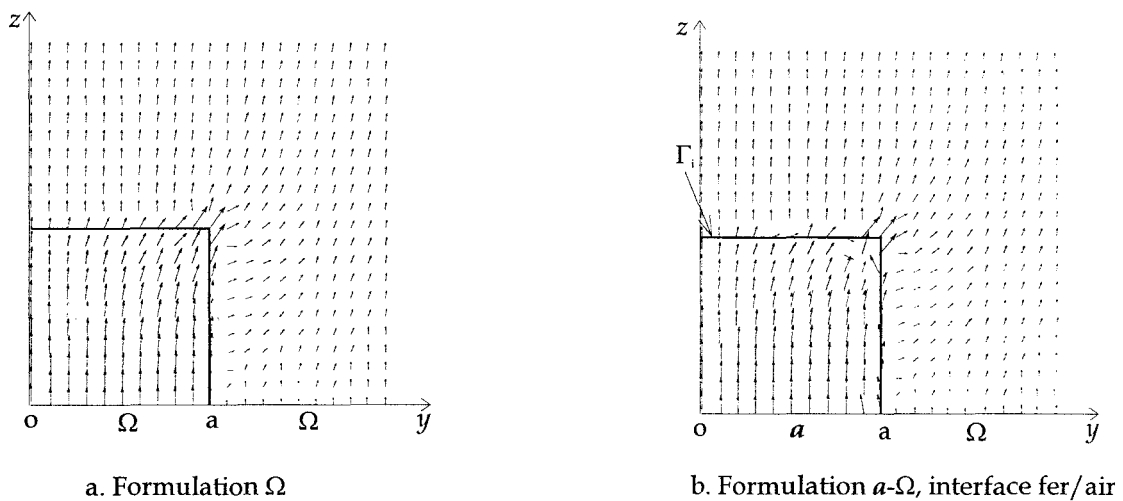 z
o
Ω
a
Ω
y
a. Formulation Ω
z
Γi
o
a
a
Ω
y
b. Formulation a-Ω, interface fer/air